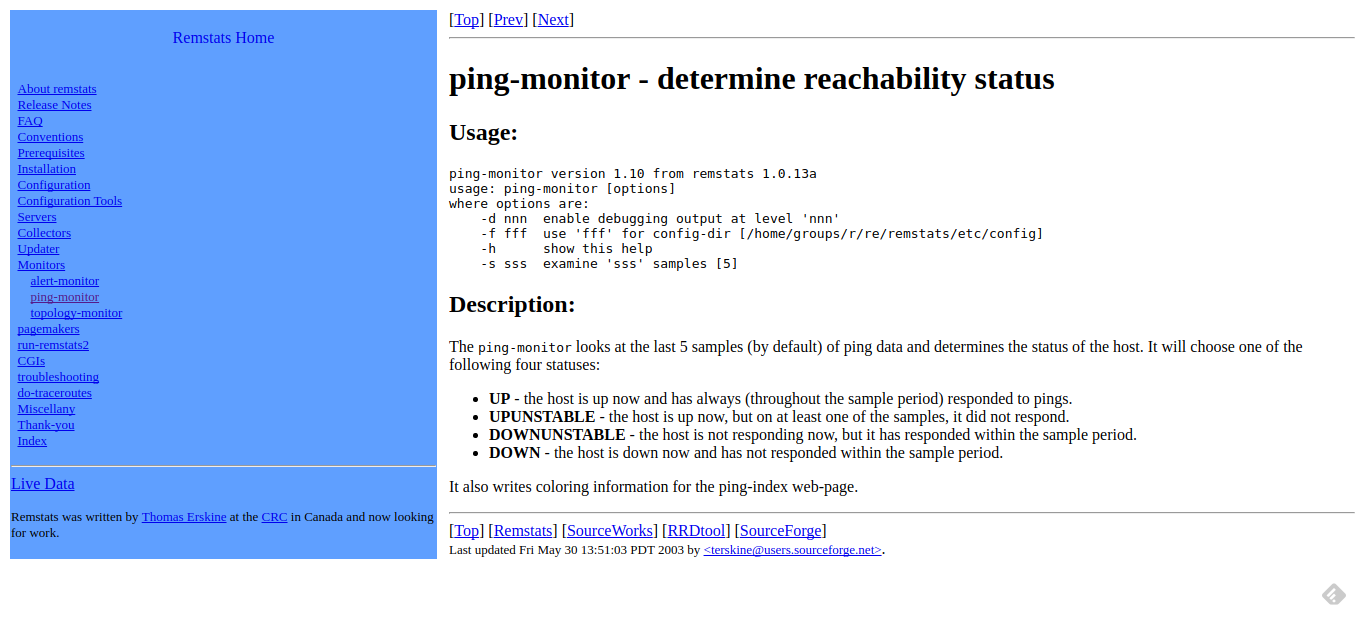 Remstats Home
About remstats
Release Notes
FAQ
Conventions
Prerequisites
Installation
Configuration
Configuration Tools
Servers
Collectors
Updater
Monitors
alert-monitor
ping-monitor
topology-monitor
pagemakers
run-remstats2
CGIs
troubleshooting
do-traceroutes
Miscellany
Thank-you
Index
Live Data
Remstats was written by Thomas Erskine at the CRC in Canada and now looking
for work.
[Top] [Prev] [Next]
ping-monitor - determine reachability status
Usage:
ping-monitor version 1.10 from remstats 1.0.13a
usage: ping-monitor [options]
where options are:
    -d nnn  enable debugging output at level 'nnn'
    -f fff  use 'fff' for config-dir [/home/groups/r/re/remstats/etc/config]
    -h      show this help
    -s sss  examine 'sss' samples [5]
Description:
The ping-monitor looks at the last 5 samples (by default) of ping data and determines the status of the host. It will choose one of the
following four statuses:
• UP - the host is up now and has always (throughout the sample period) responded to pings.
• UPUNSTABLE - the host is up now, but on at least one of the samples, it did not respond.
• DOWNUNSTABLE - the host is not responding now, but it has responded within the sample period.
• DOWN - the host is down now and has not responded within the sample period.
It also writes coloring information for the ping-index web-page.
[Top] [Remstats] [SourceWorks] [RRDtool] [SourceForge]
Last updated Fri May 30 13:51:03 PDT 2003 by <terskine@users.sourceforge.net>.